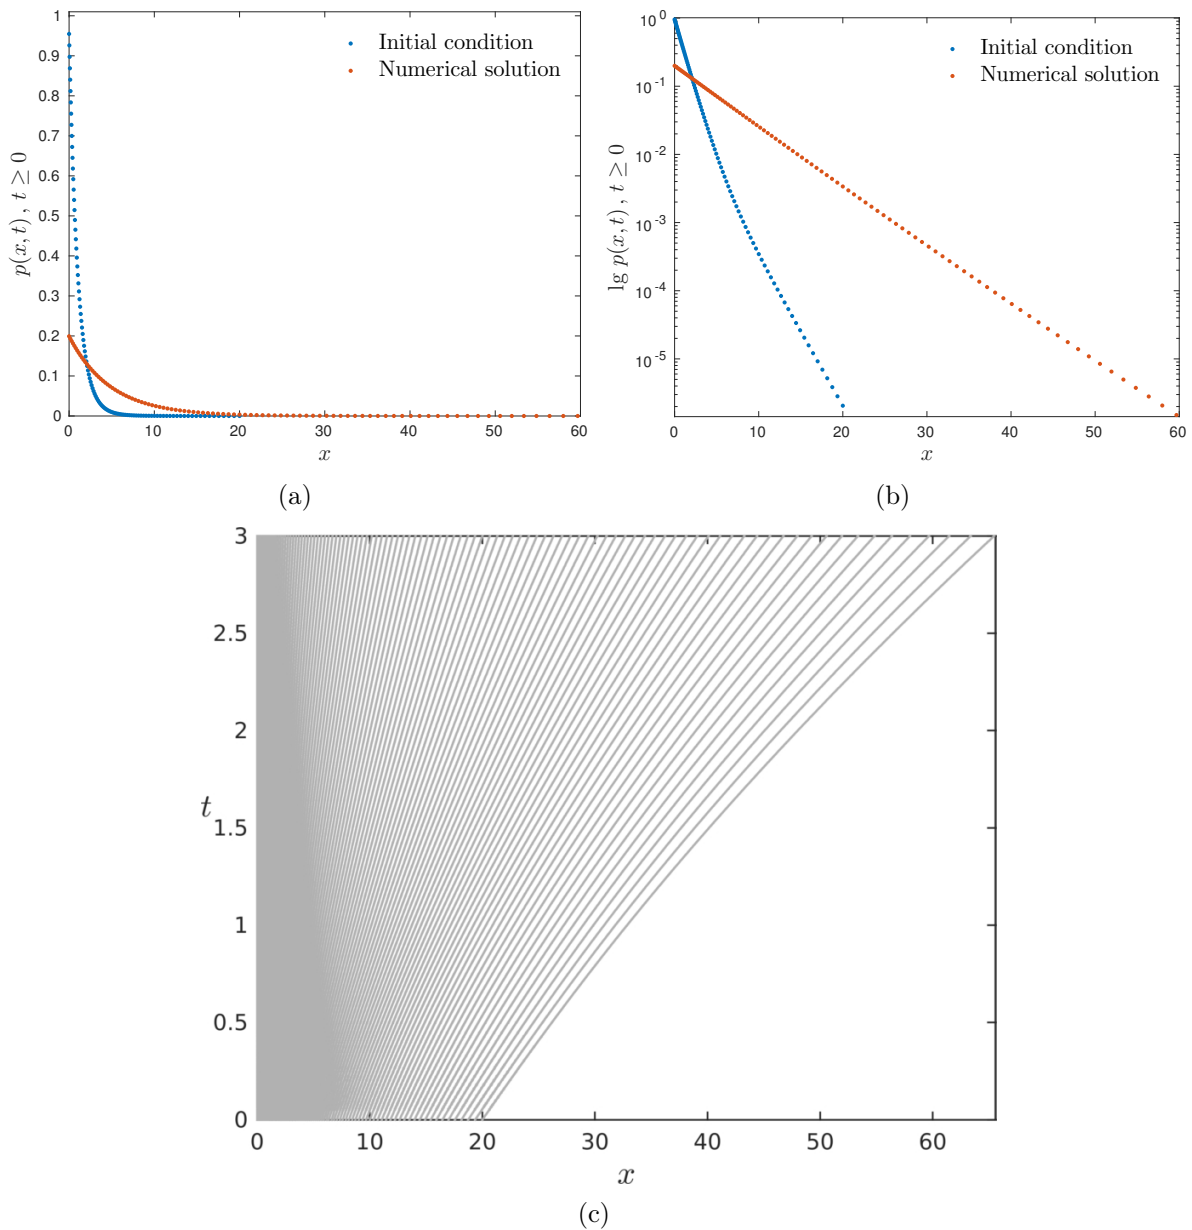 1
0.9
0.8
0.7
0.6
0.5
0.4
0.3
0.2
0.1
0
p(x, t) , t ≥ 0
Initial condition
Numerical solution
0 10 20 30 40 50 60
x
(a)
10^0
10^-1
10^-2
10^-3
10^-4
10^-5
lg p(x, t) , t ≥ 0
Initial condition
Numerical solution
0 10 20 30 40 50 60
x
(b)
3
2.5
2
t
1.5
1
0.5
0
0 10 20 30 40 50 60
x
(c)